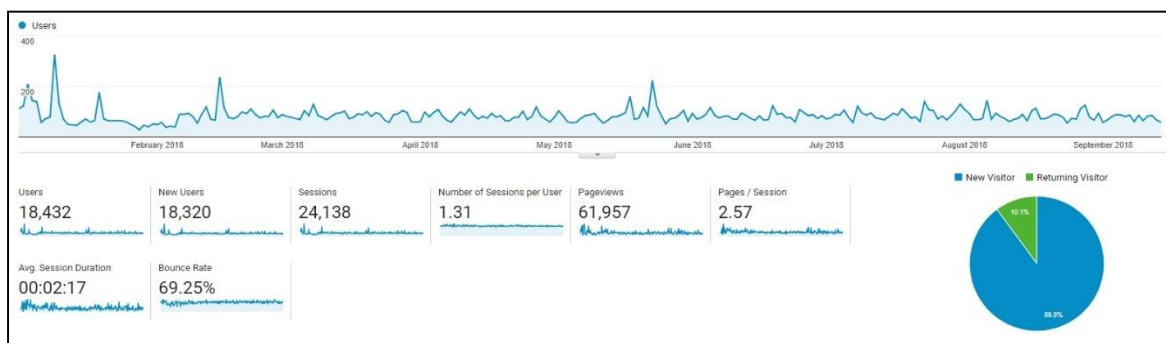 Users
400
200
February 2018 March 2018 April 2018 May 2018 June 2018 July 2018 August 2018 September 2018
Users New Users Sessions Number of Sessions per User Pageviews Pages / Session
18,432 18,320 24,138 1.31 61,957 2.57
Avg. Session Duration Bounce Rate
00:02:17 69.25%
New Visitor Returning Visitor
10.1%
89.9%